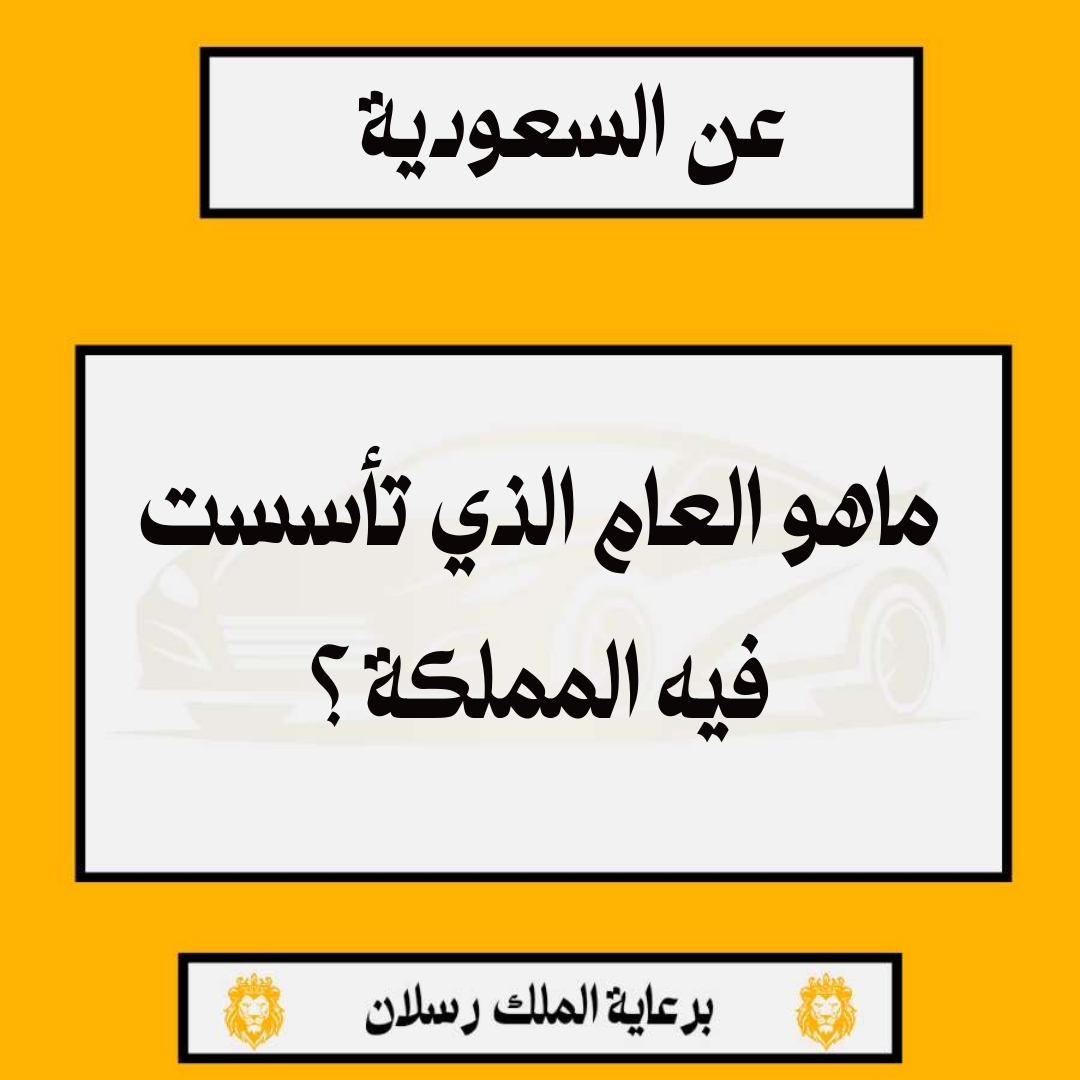 عن السعودية
ماهو العام الذي تأسست
فيه المملكة ؟
برعاية الملك رسلان